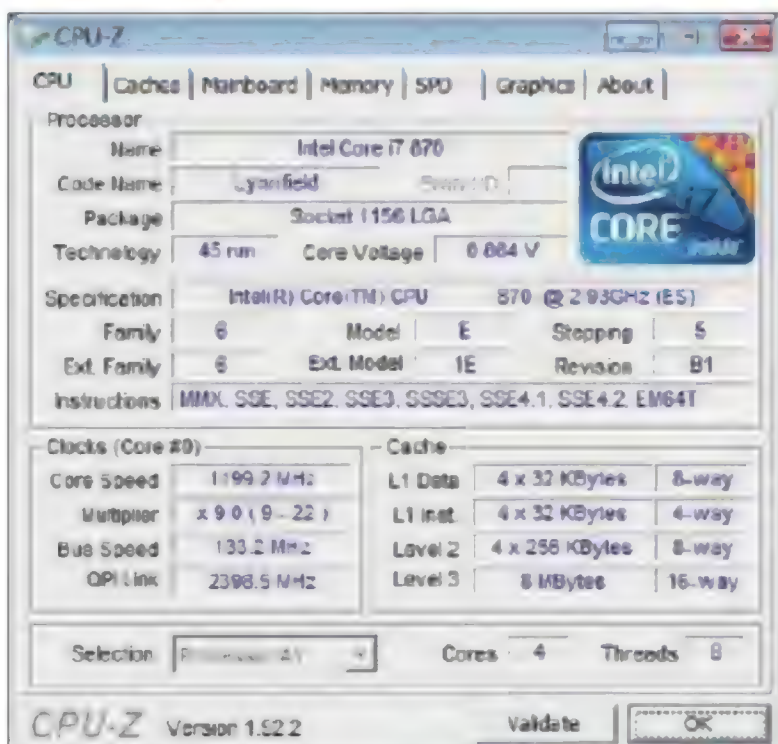 CPU-Z
CPU Caches Mainboard Memory SPD Graphics About
Processor
Name Intel Core i7 870
intel
CORE i7
Code Name Lynnfield Brand ID
Package Socket 1156 LGA
Technology 45 nm Core Voltage 0.864 V
Specification Intel(R) Core(TM) CPU 870 @ 2.93GHz (ES)
Family 6 Model E Stepping 5
Ext. Family 6 Ext. Model 1E Revision B1
Instructions MMX, SSE, SSE2, SSE3, SSSE3, SSE4.1, SSE4.2, EM64T
Clocks (Core #0)
Core Speed 1199.2 MHz
Multiplier x 9.0 ( 9 - 22 )
Bus Speed 133.2 MHz
QPI Link 2398.5 MHz
Cache
L1 Data 4 x 32 KBytes 8-way
L1 Inst. 4 x 32 KBytes 4-way
Level 2 4 x 256 KBytes 8-way
Level 3 8 MBytes 16-way
Selection Cores 4 Threads 8
CPU-Z Version 1.52.2 Validate OK